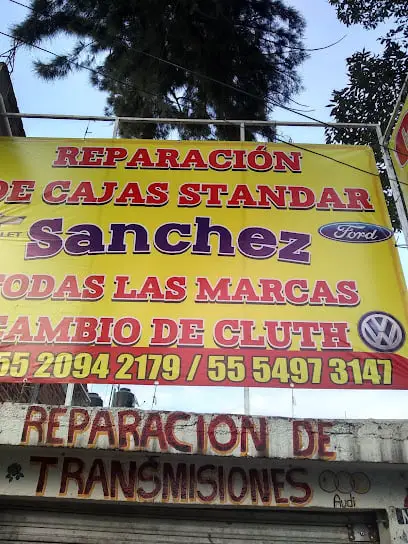 REPARACIÓN
DE CAJAS STANDAR
Sanchez
Ford
TODAS LAS MARCAS
CAMBIO DE CLUTH
55 2094 2179 / 55 5497 3147
REPARACION DE
TRANSMISIONES
Audi